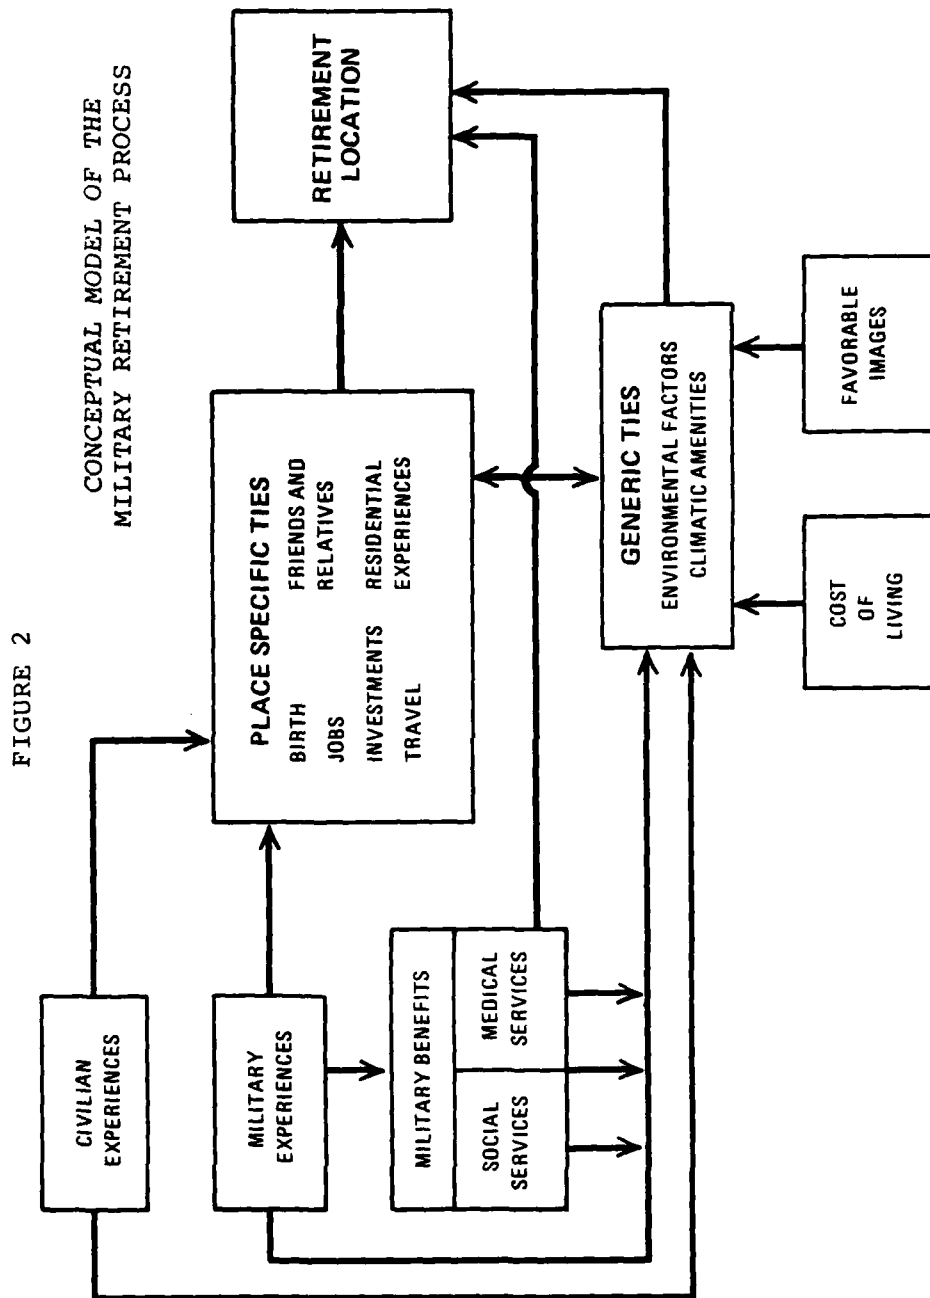 FIGURE 2
CONCEPTUAL MODEL OF THE
MILITARY RETIREMENT PROCESS
CIVILIAN
EXPERIENCES
MILITARY
EXPERIENCES
MILITARY BENEFITS
SOCIAL
SERVICES
MEDICAL
SERVICES
PLACE SPECIFIC TIES
BIRTH
JOBS
INVESTMENTS
TRAVEL
FRIENDS AND
RELATIVES
RESIDENTIAL
EXPERIENCES
RETIREMENT
LOCATION
GENERIC TIES
ENVIRONMENTAL FACTORS
CLIMATIC AMENITIES
COST
OF
LIVING
FAVORABLE
IMAGES